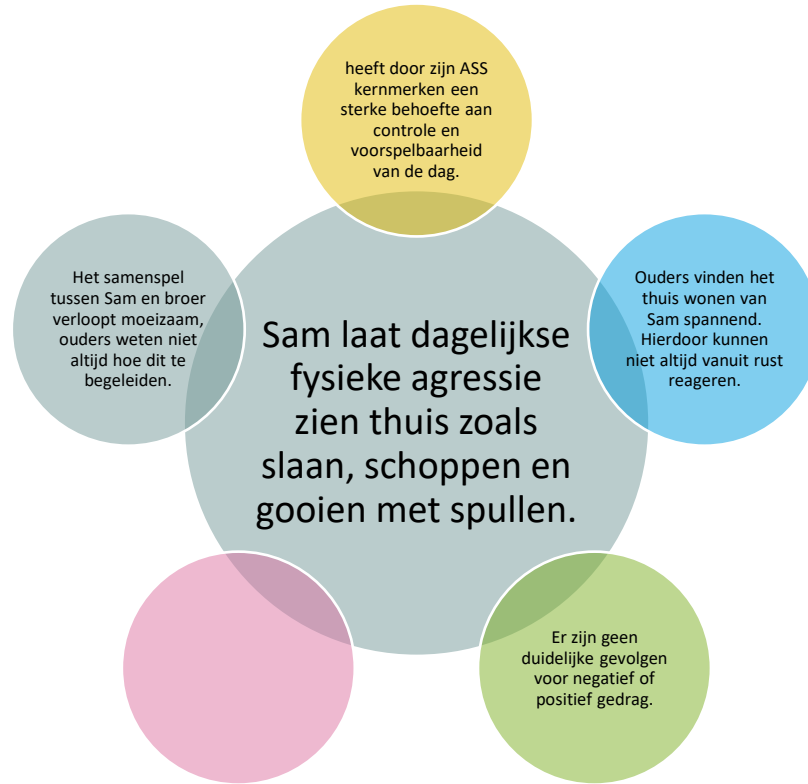 heeft door zijn ASS
kernmerken een
sterke behoefte aan
controle en
voorspelbaarheid
van de dag.
Het samenspel
tussen Sam en broer
verloopt moeizaam,
ouders weten niet
altijd hoe dit te
begeleiden.
Ouders vinden het
thuis wonen van
Sam spannend.
Hierdoor kunnen
niet altijd vanuit rust
reageren.
Sam laat dagelijkse
fysieke agressie
zien thuis zoals
slaan, schoppen en
gooien met spullen.
Er zijn geen
duidelijke gevolgen
voor negatief of
positief gedrag.